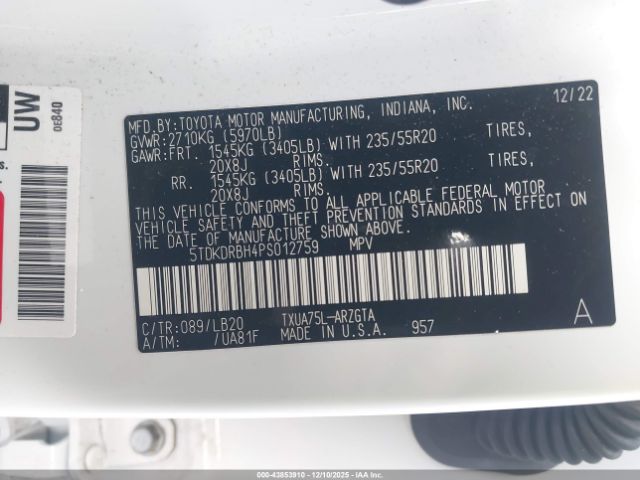 MFD.BY:TOYOTA MOTOR MANUFACTURING, INDIANA, INC. 12/22
GVWR:2710KG (5970LB)
GAWR:FRT. 1545KG (3405LB) WITH 235/55R20 TIRES,
20X8J RIMS.
RR. 1545KG (3405LB) WITH 235/55R20 TIRES,
20X8J RIMS.
THIS VEHICLE CONFORMS TO ALL APPLICABLE FEDERAL MOTOR
VEHICLE SAFETY AND THEFT PREVENTION STANDARDS IN EFFECT ON
THE DATE OF MANUFACTURE SHOWN ABOVE.
5TDKDRBH4PS012759 MPV
C/TR:089/LB20 TXUA75L-ARZGTA A
A/TM: /UA81F MADE IN U.S.A. 957
UW
0E840
s.
00-43853910 - 12/10/2025 - IAAI.CA